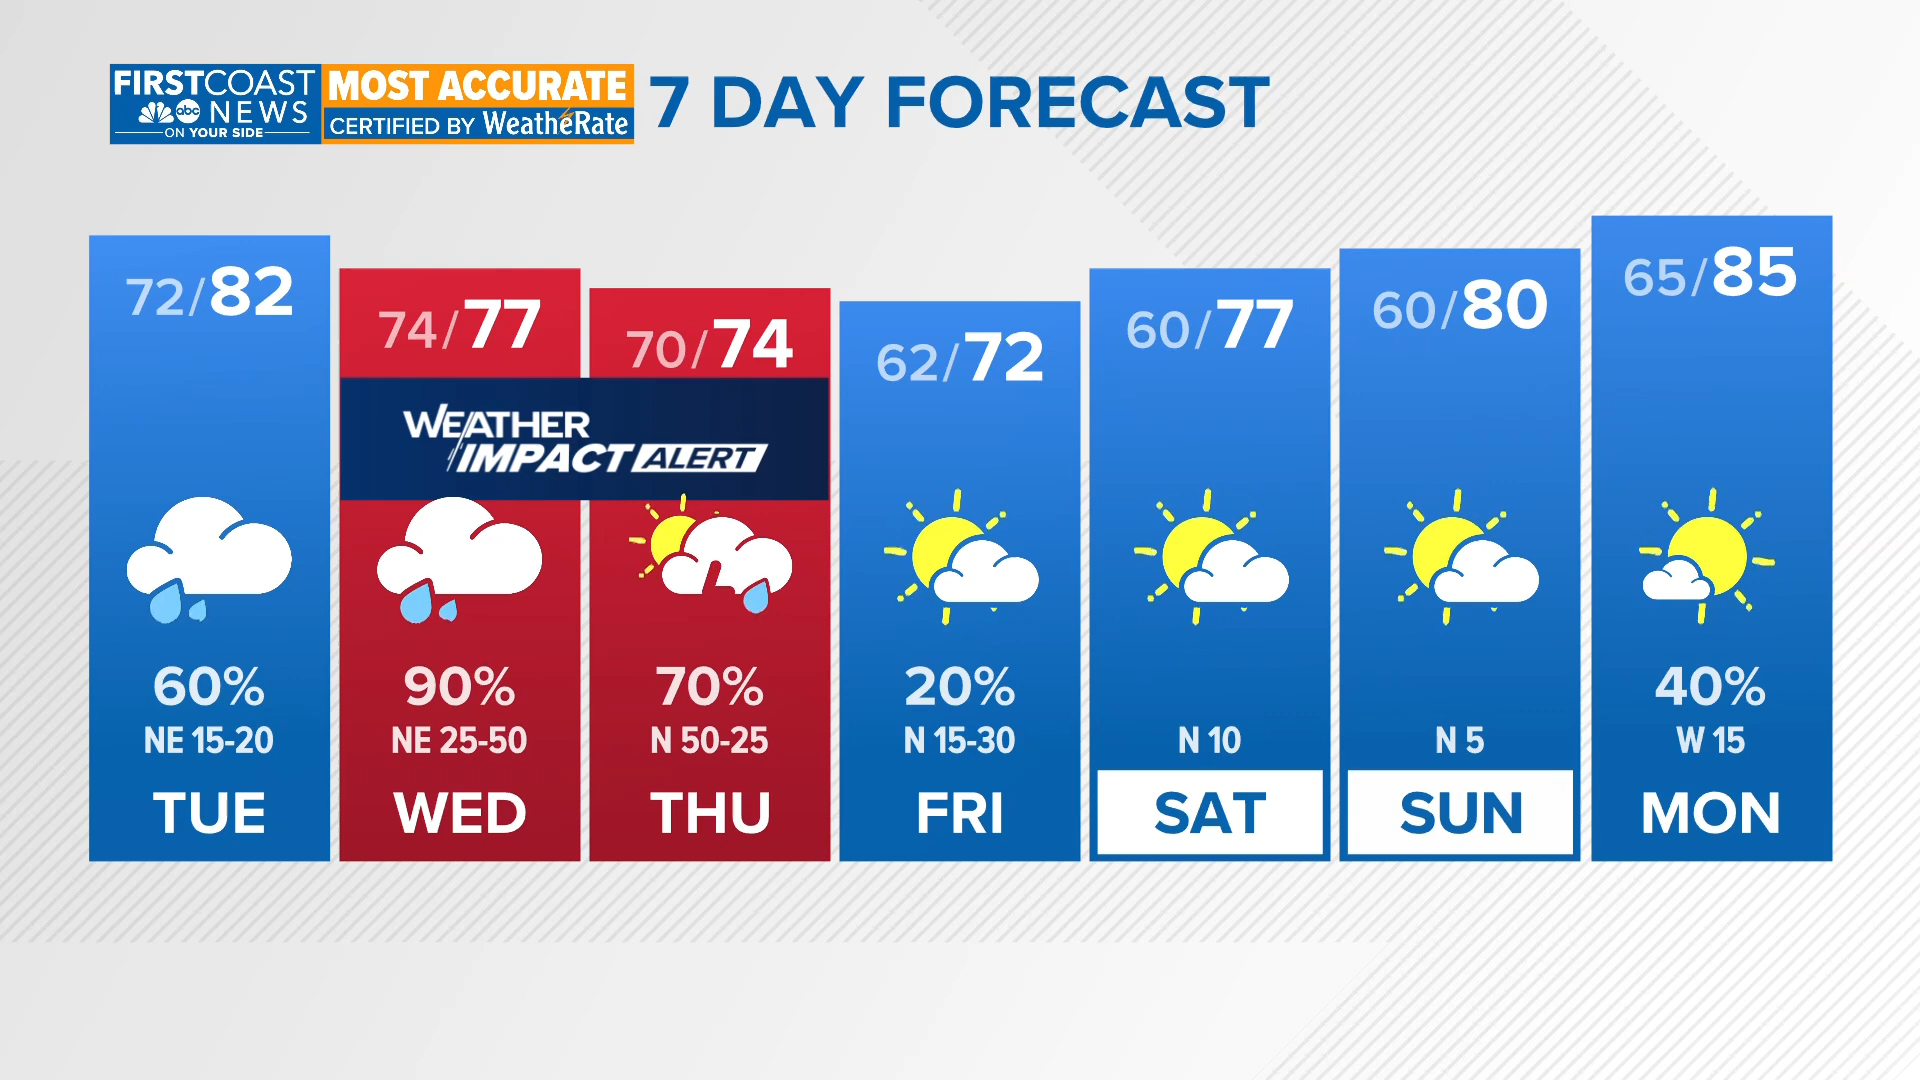 FIRSTCOAST
abc NEWS
ON YOUR SIDE
MOST ACCURATE
CERTIFIED BY WeatheRate
7 DAY FORECAST
72/82
74/77
70/74
62/72
60/77
60/80
65/85
WEATHER
IMPACT ALERT
60%
90%
70%
20%
40%
NE 15-20
NE 25-50
N 50-25
N 15-30
N 10
N 5
W 15
TUE
WED
THU
FRI
SAT
SUN
MON